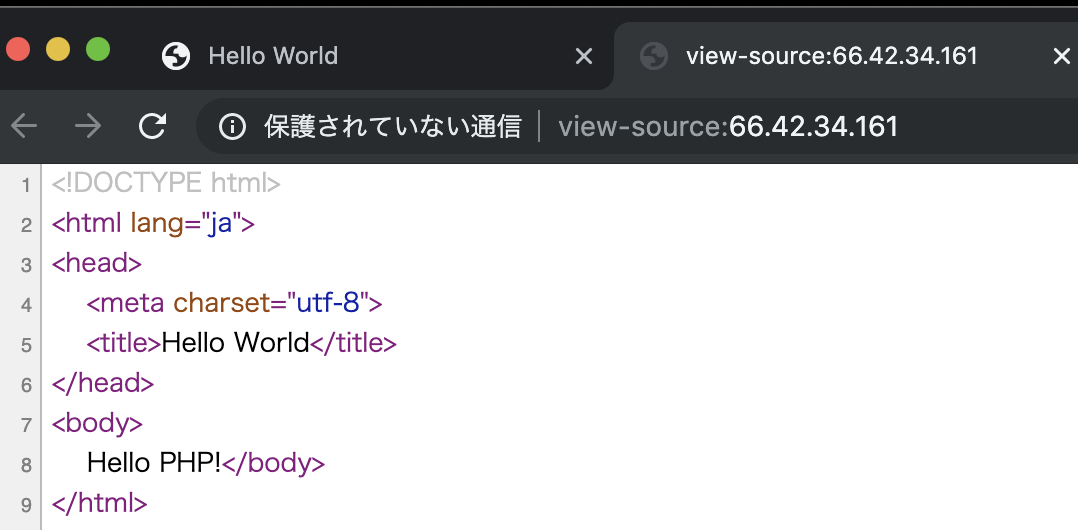 Hello World
view-source:66.42.34.161
保護されていない通信 view-source:66.42.34.161
1 <!DOCTYPE html>
2 <html lang="ja">
3 <head>
4 <meta charset="utf-8">
5 <title>Hello World</title>
6 </head>
7 <body>
8 Hello PHP!</body>
9 </html>